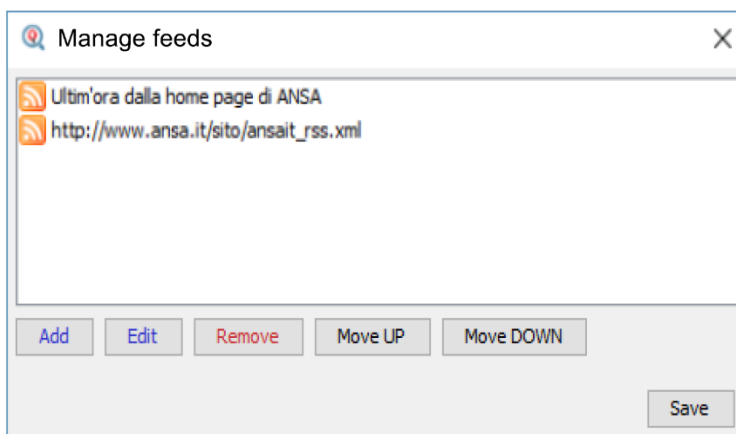 Manage feeds
Ultim'ora dalla home page di ANSA
http://www.ansa.it/sito/ansait_rss.xml
Add Edit Remove Move UP Move DOWN
Save